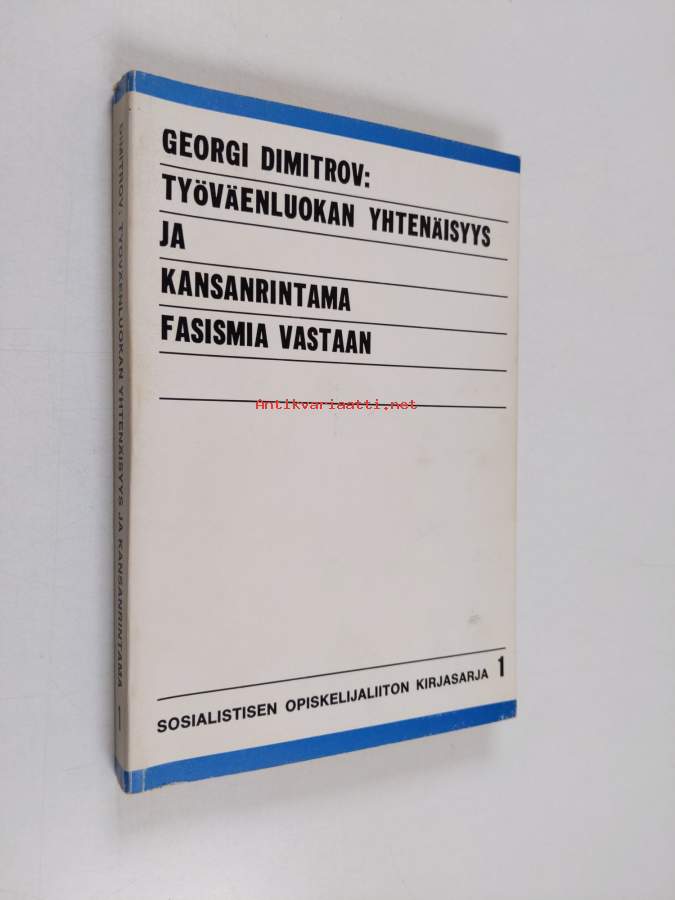 GEORGI DIMITROV:
TYÖVÄENLUOKAN YHTENÄISYYS
JA
KANSANRINTAMA
FASISMIA VASTAAN
Antikvariaatti.net
SOSIALISTISEN OPISKELIJALIITON KIRJASARJA 1
DIMITROV: TYÖVÄENLUOKAN YHTENÄISYYS JA KANSANRINTAMA 1